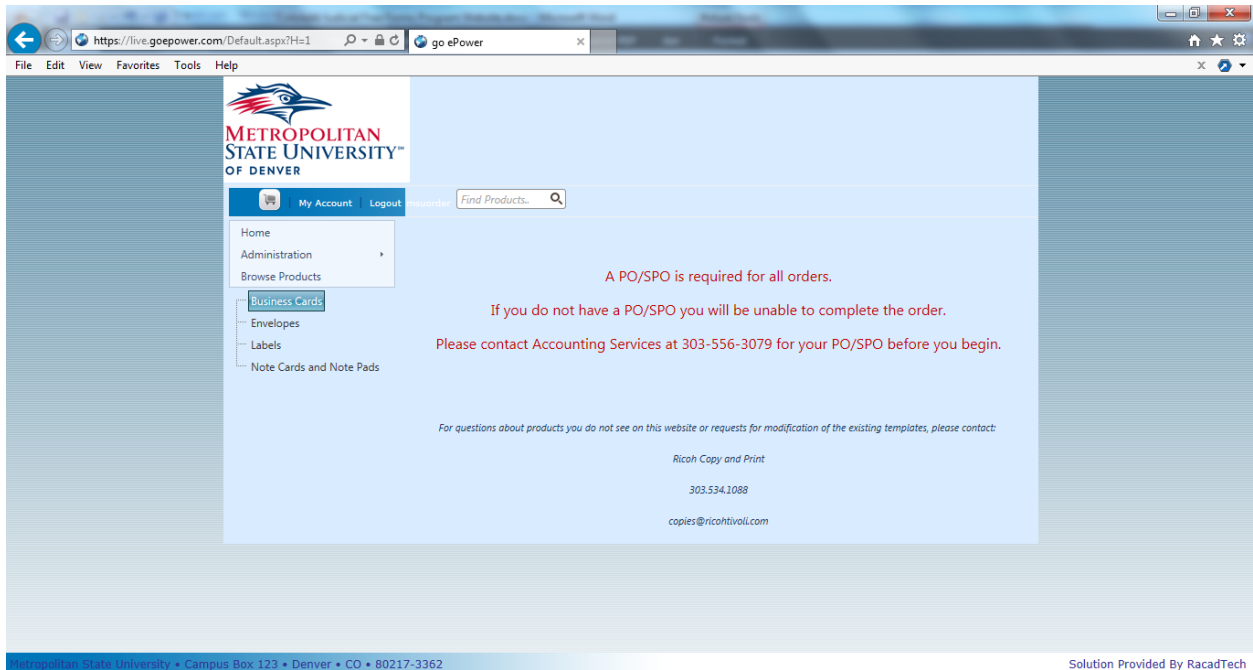 https://live.goepower.com/Default.aspx?H=1
go ePower
File Edit View Favorites Tools Help
METROPOLITAN
STATE UNIVERSITY℠
OF DENVER
My Account | Logout msuorder Find Products..
Home
Administration
Browse Products
Business Cards
Envelopes
Labels
Note Cards and Note Pads
A PO/SPO is required for all orders.
If you do not have a PO/SPO you will be unable to complete the order.
Please contact Accounting Services at 303-556-3079 for your PO/SPO before you begin.
For questions about products you do not see on this website or requests for modification of the existing templates, please contact:
Ricoh Copy and Print
303.534.1088
copies@ricohtivoli.com
Metropolitan State University • Campus Box 123 • Denver • CO • 80217-3362
Solution Provided By RacadTech